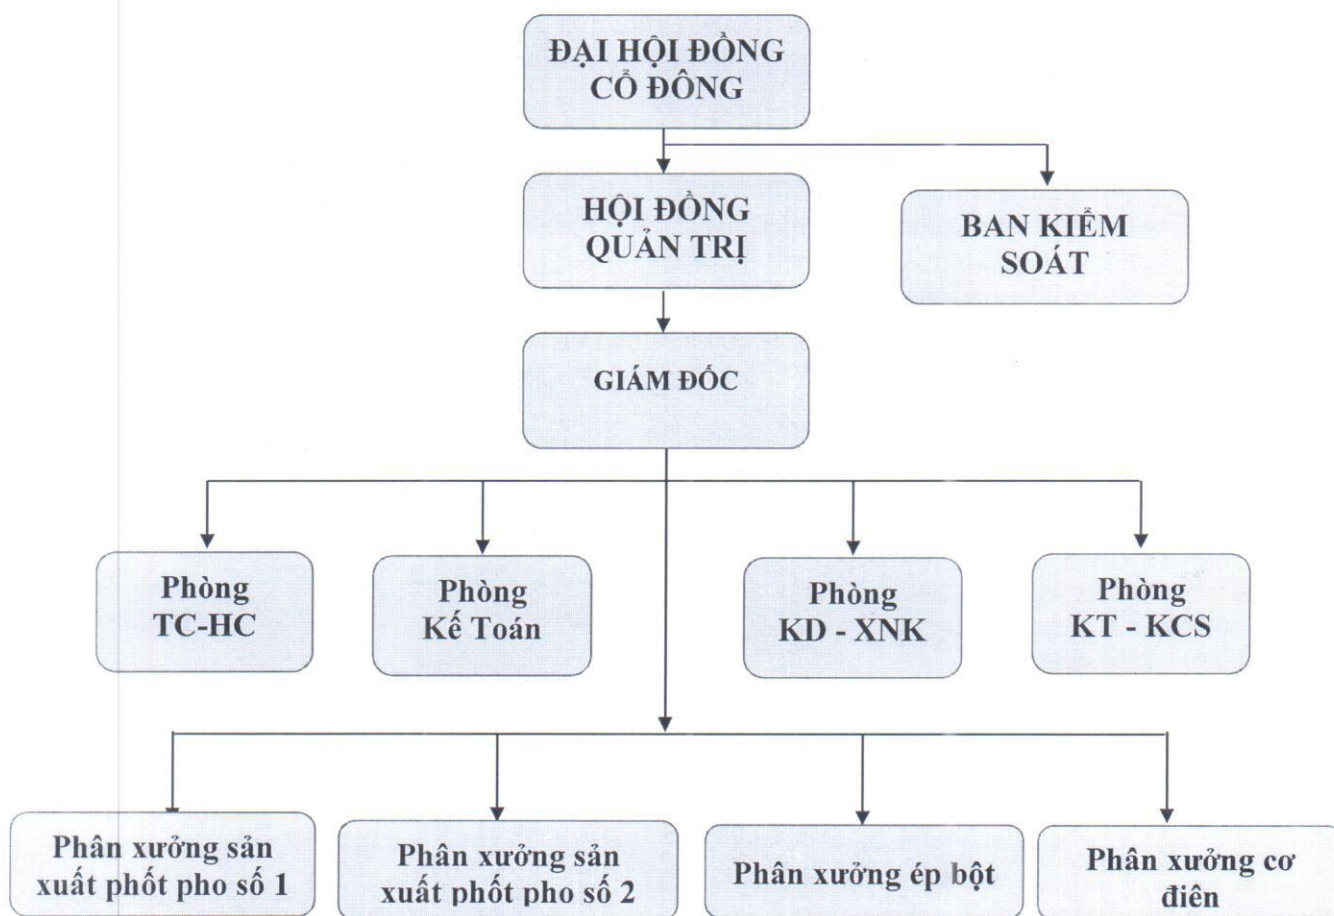 ĐẠI HỘI ĐỒNG
CỔ ĐÔNG
HỘI ĐỒNG
QUẢN TRỊ
BAN KIỂM
SOÁT
GIÁM ĐỐC
Phòng
TC-HC
Phòng
Kế Toán
Phòng
KD - XNK
Phòng
KT - KCS
Phân xưởng sản
xuất phốt pho số 1
Phân xưởng sản
xuất phốt pho số 2
Phân xưởng ép bột
Phân xưởng cơ
điên